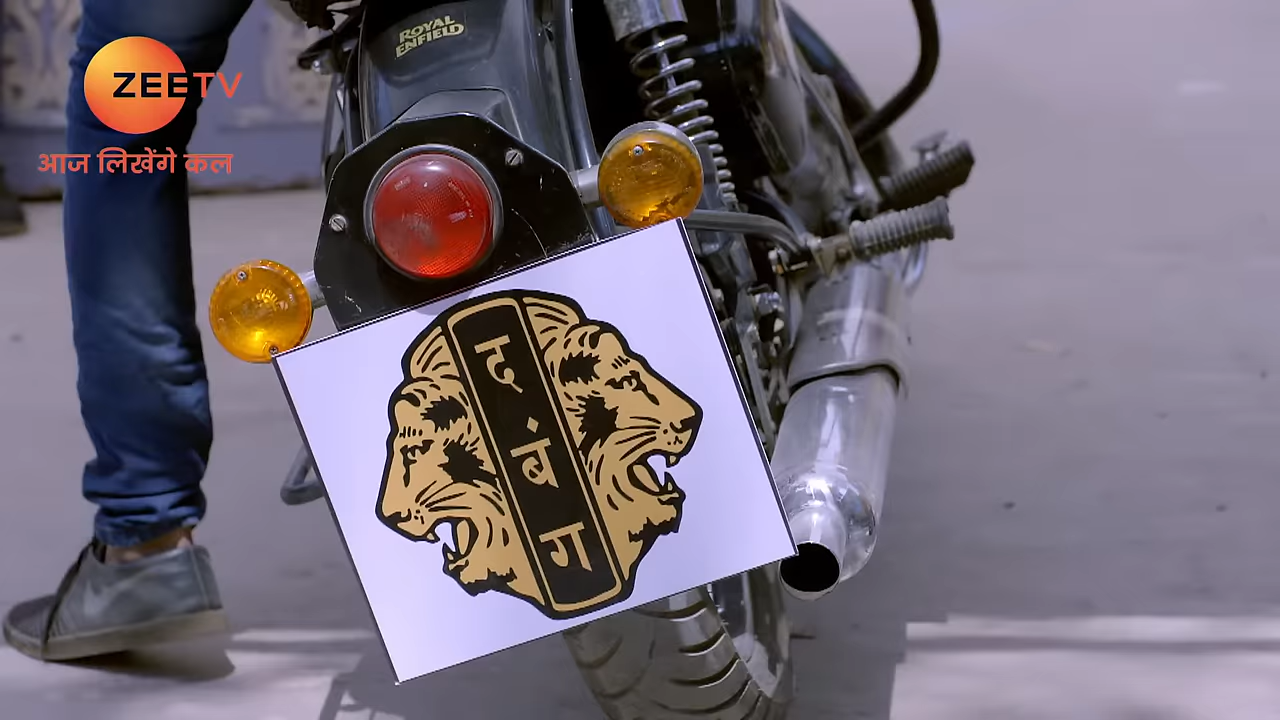 ROYAL
ENFIELD
ZEETV
आज लिखेंगे कल
द
बं
ग